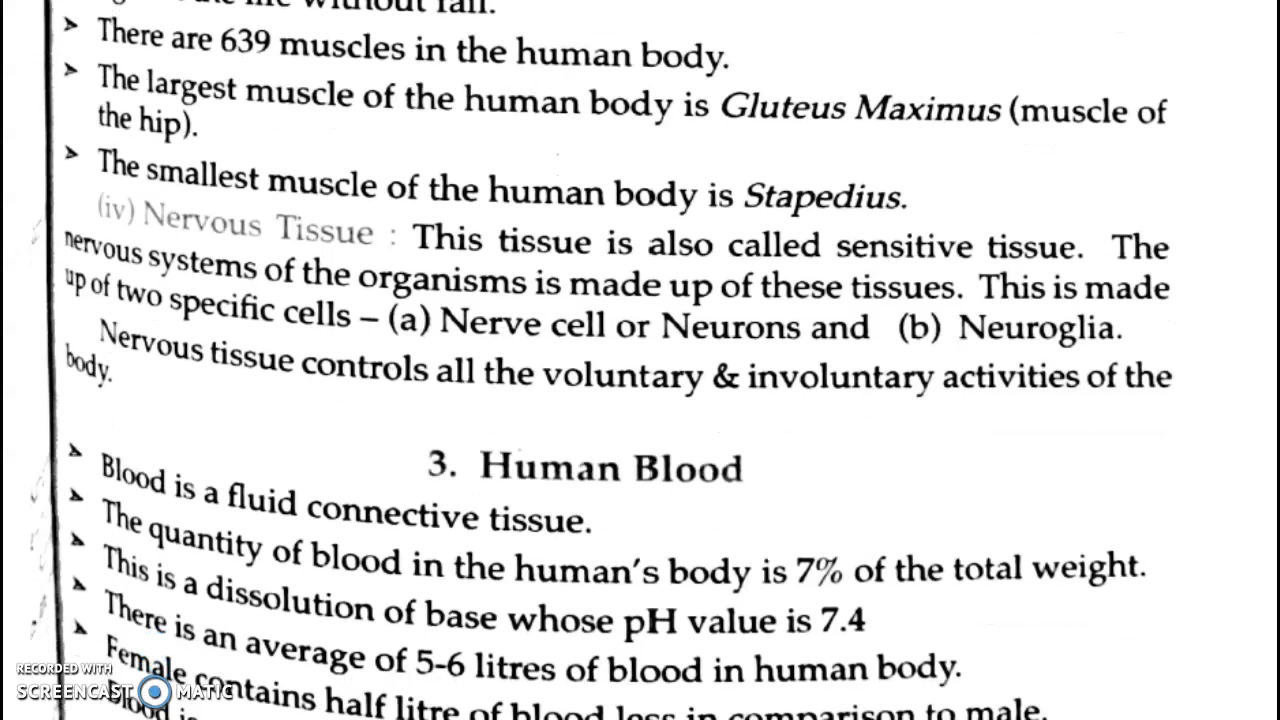 the life without fail.
➤ There are 639 muscles in the human body.
➤ The largest muscle of the human body is Gluteus Maximus (muscle of
the hip).
➤ The smallest muscle of the human body is Stapedius.
(iv) Nervous Tissue : This tissue is also called sensitive tissue. The
nervous systems of the organisms is made up of these tissues. This is made
up of two specific cells – (a) Nerve cell or Neurons and (b) Neuroglia.
Nervous tissue controls all the voluntary & involuntary activities of the
body.
3. Human Blood
➤ Blood is a fluid connective tissue.
➤ The quantity of blood in the human's body is 7% of the total weight.
➤ This is a dissolution of base whose pH value is 7.4
➤ There is an average of 5-6 litres of blood in human body.
➤ Female contains half litre of blood less in comparison to male.
Blood is
RECORDED WITH
SCREENCAST MATIC